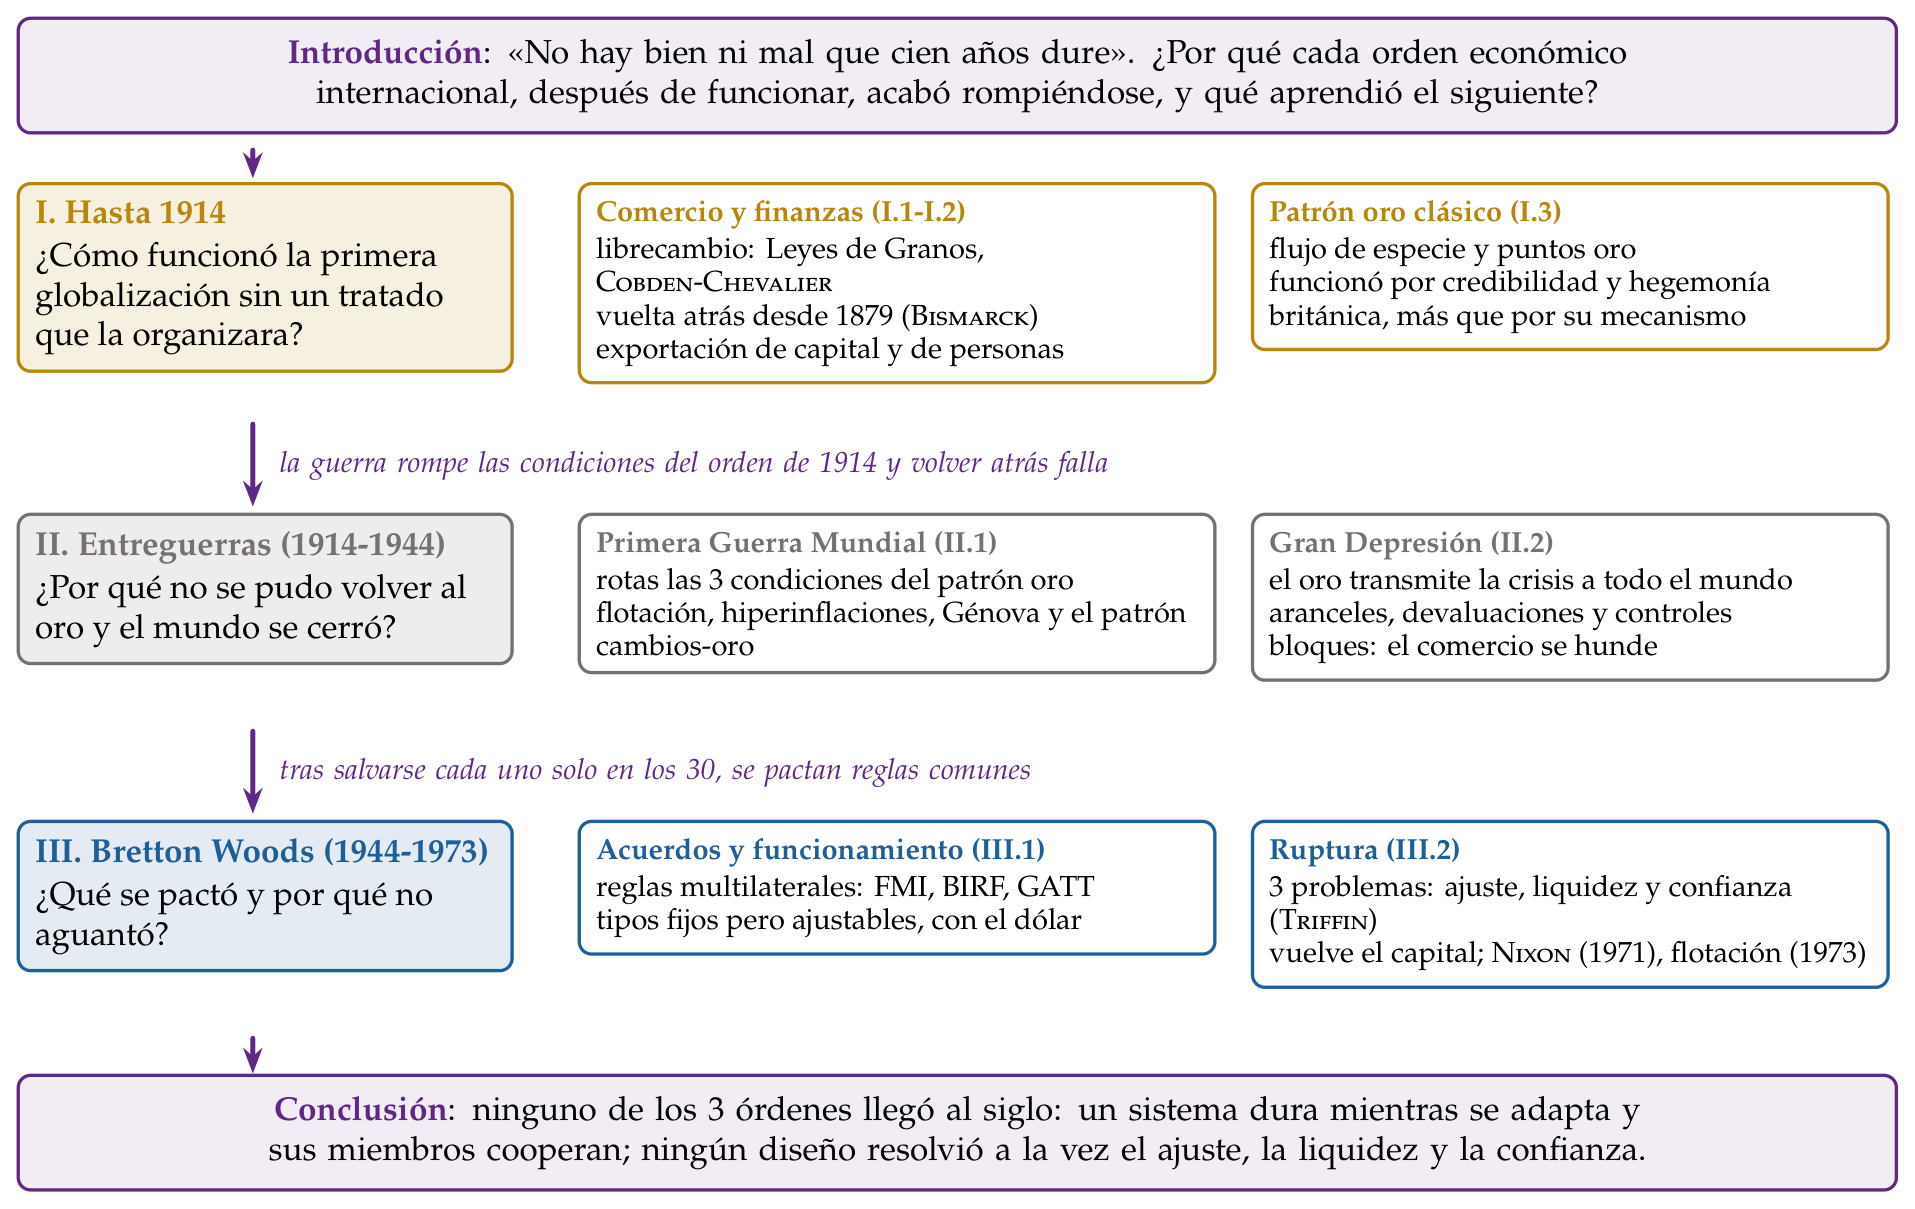 Introducción: «No hay bien ni mal que cien años dure». ¿Por qué cada orden económico
internacional, después de funcionar, acabó rompiéndose, y qué aprendió el siguiente?
I. Hasta 1914
¿Cómo funcionó la primera
globalización sin un tratado
que la organizara?
Comercio y finanzas (I.1-I.2)
librecambio: Leyes de Granos,
Cobden-Chevalier
vuelta atrás desde 1879 (Bismarck)
exportación de capital y de personas
Patrón oro clásico (I.3)
flujo de especie y puntos oro
funcionó por credibilidad y hegemonía
británica, más que por su mecanismo
la guerra rompe las condiciones del orden de 1914 y volver atrás falla
II. Entreguerras (1914-1944)
¿Por qué no se pudo volver al
oro y el mundo se cerró?
Primera Guerra Mundial (II.1)
rotas las 3 condiciones del patrón oro
flotación, hiperinflaciones, Génova y el patrón
cambios-oro
Gran Depresión (II.2)
el oro transmite la crisis a todo el mundo
aranceles, devaluaciones y controles
bloques: el comercio se hunde
tras salvarse cada uno solo en los 30, se pactan reglas comunes
III. Bretton Woods (1944-1973)
¿Qué se pactó y por qué no
aguantó?
Acuerdos y funcionamiento (III.1)
reglas multilaterales: FMI, BIRF, GATT
tipos fijos pero ajustables, con el dólar
Ruptura (III.2)
3 problemas: ajuste, liquidez y confianza
(Triffin)
vuelve el capital; Nixon (1971), flotación (1973)
Conclusión: ninguno de los 3 órdenes llegó al siglo: un sistema dura mientras se adapta y
sus miembros cooperan; ningún diseño resolvió a la vez el ajuste, la liquidez y la confianza.